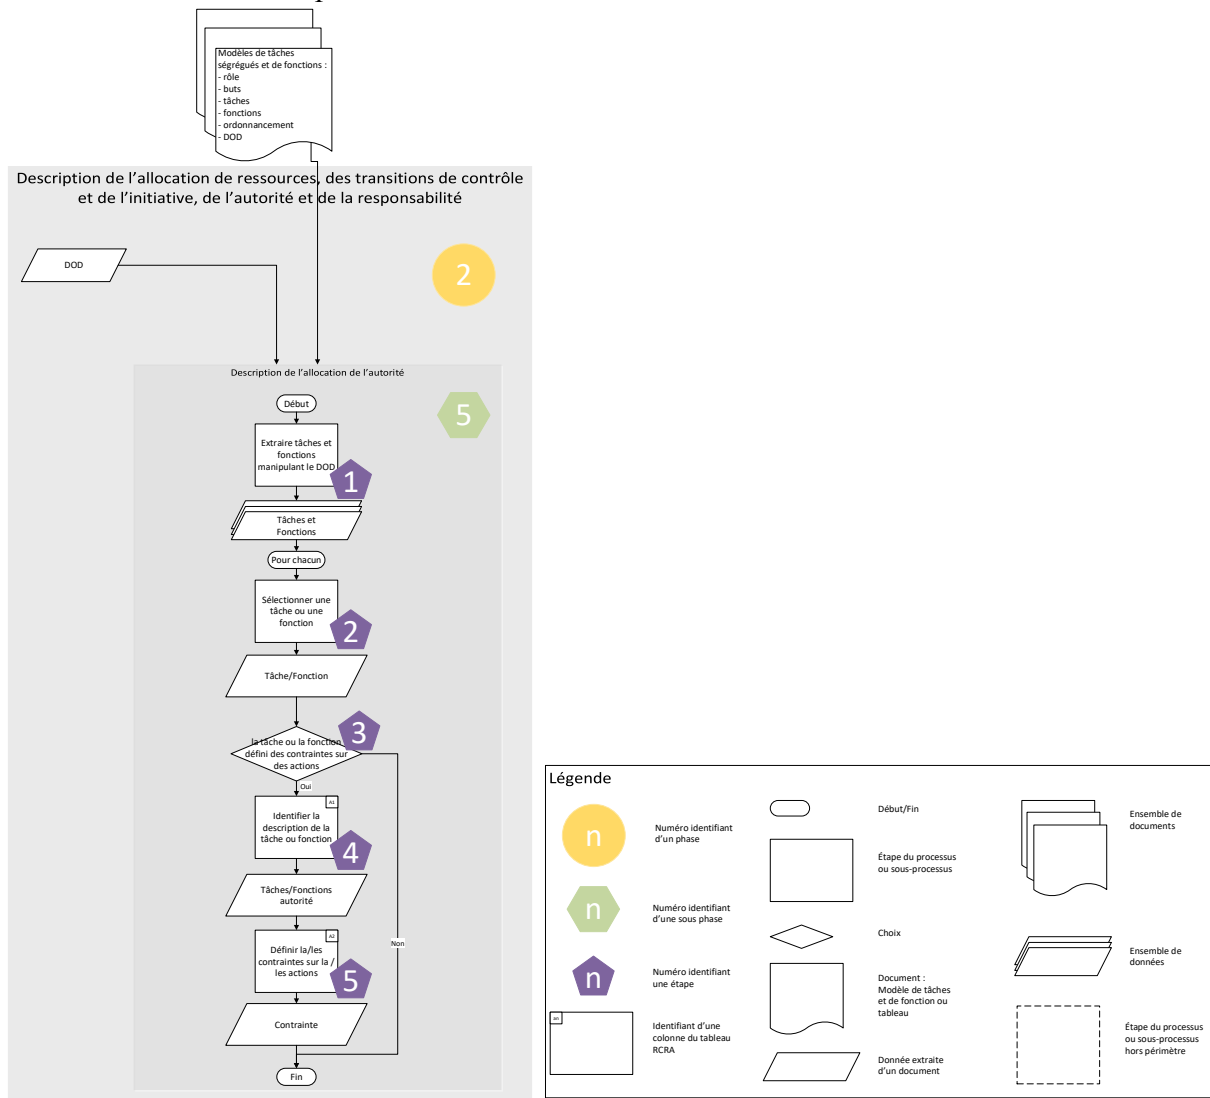 Modèles de tâches
ségrégués et de fonctions :
- rôle
- buts
- tâches
- fonctions
- ordonnancement
- DOD
Description de l'allocation de ressources, des transitions de contrôle
et de l'initiative, de l'autorité et de la responsabilité
DOD
2
Description de l'allocation de l'autorité
Début
5
Extraire tâches et
fonctions
manipulant le DOD
1
Tâches et
Fonctions
Pour chacun
Sélectionner une
tâche ou une
fonction
2
Tâche/Fonction
3
la tâche ou la fonction
défini des contraintes sur
des actions
Oui
A1
Identifier la
description de la
tâche ou fonction
4
Tâches/Fonctions
autorité
Non
A2
Définir la/les
contraintes sur la /
les actions
5
Contrainte
Fin
Légende
n
Numéro identifiant
d'un phase
n
Numéro identifiant
d'une sous phase
n
Numéro identifiant
une étape
an
Identifiant d'une
colonne du tableau
RCRA
Début/Fin
Étape du processus
ou sous-processus
Choix
Document :
Modèle de tâches
et de fonction ou
tableau
Donnée extraite
d'un document
Ensemble de
documents
Ensemble de
données
Étape du processus
ou sous-processus
hors périmètre